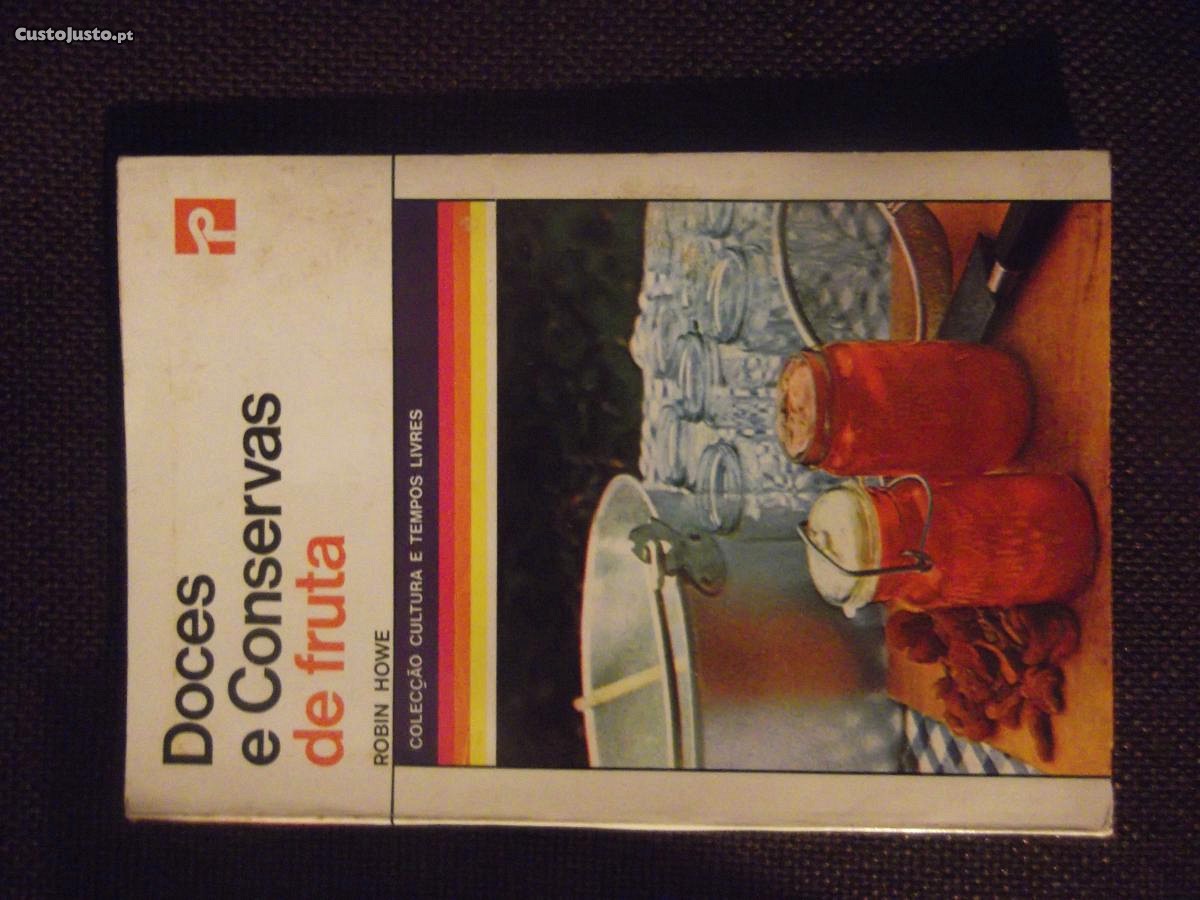 CustoJusto.pt
Doces
e Conservas
de fruta
ROBIN HOWE
COLECÇÃO CULTURA E TEMPOS LIVRES